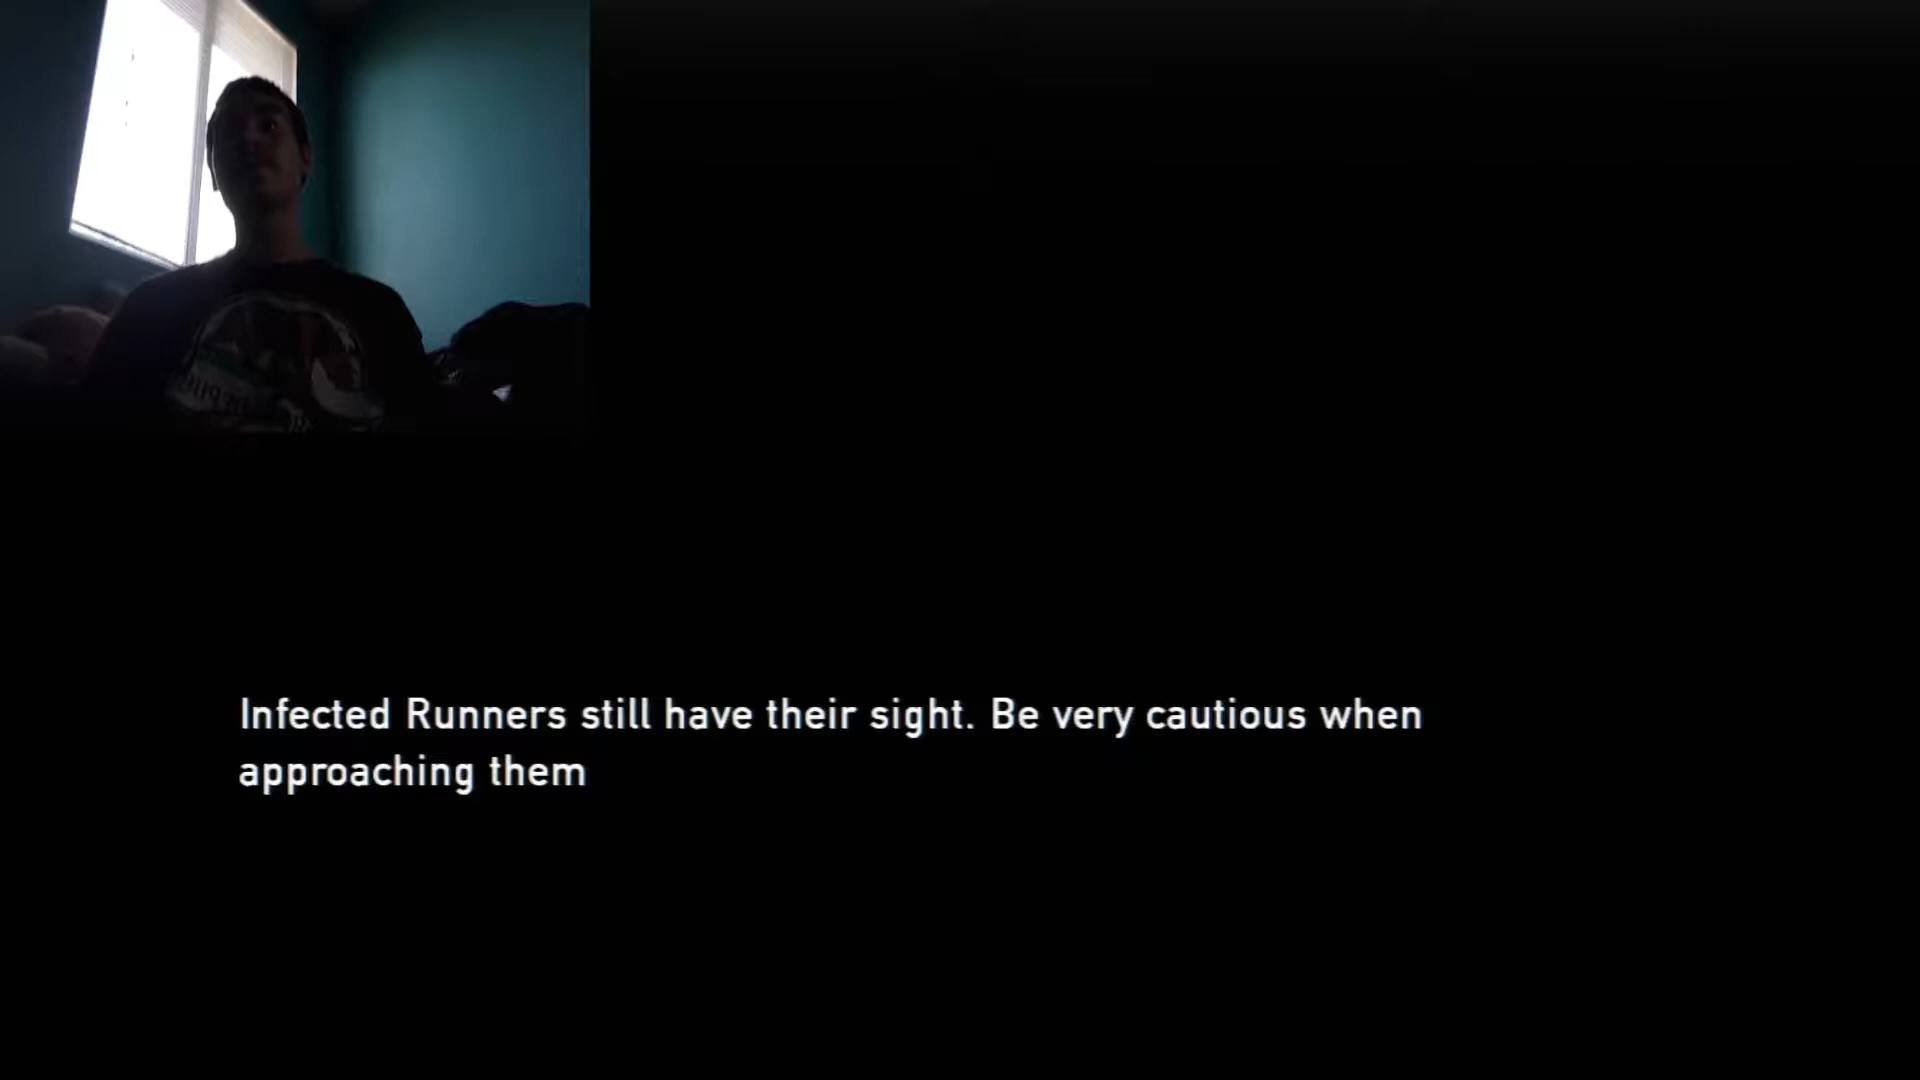 Infected Runners still have their sight. Be very cautious when
approaching them